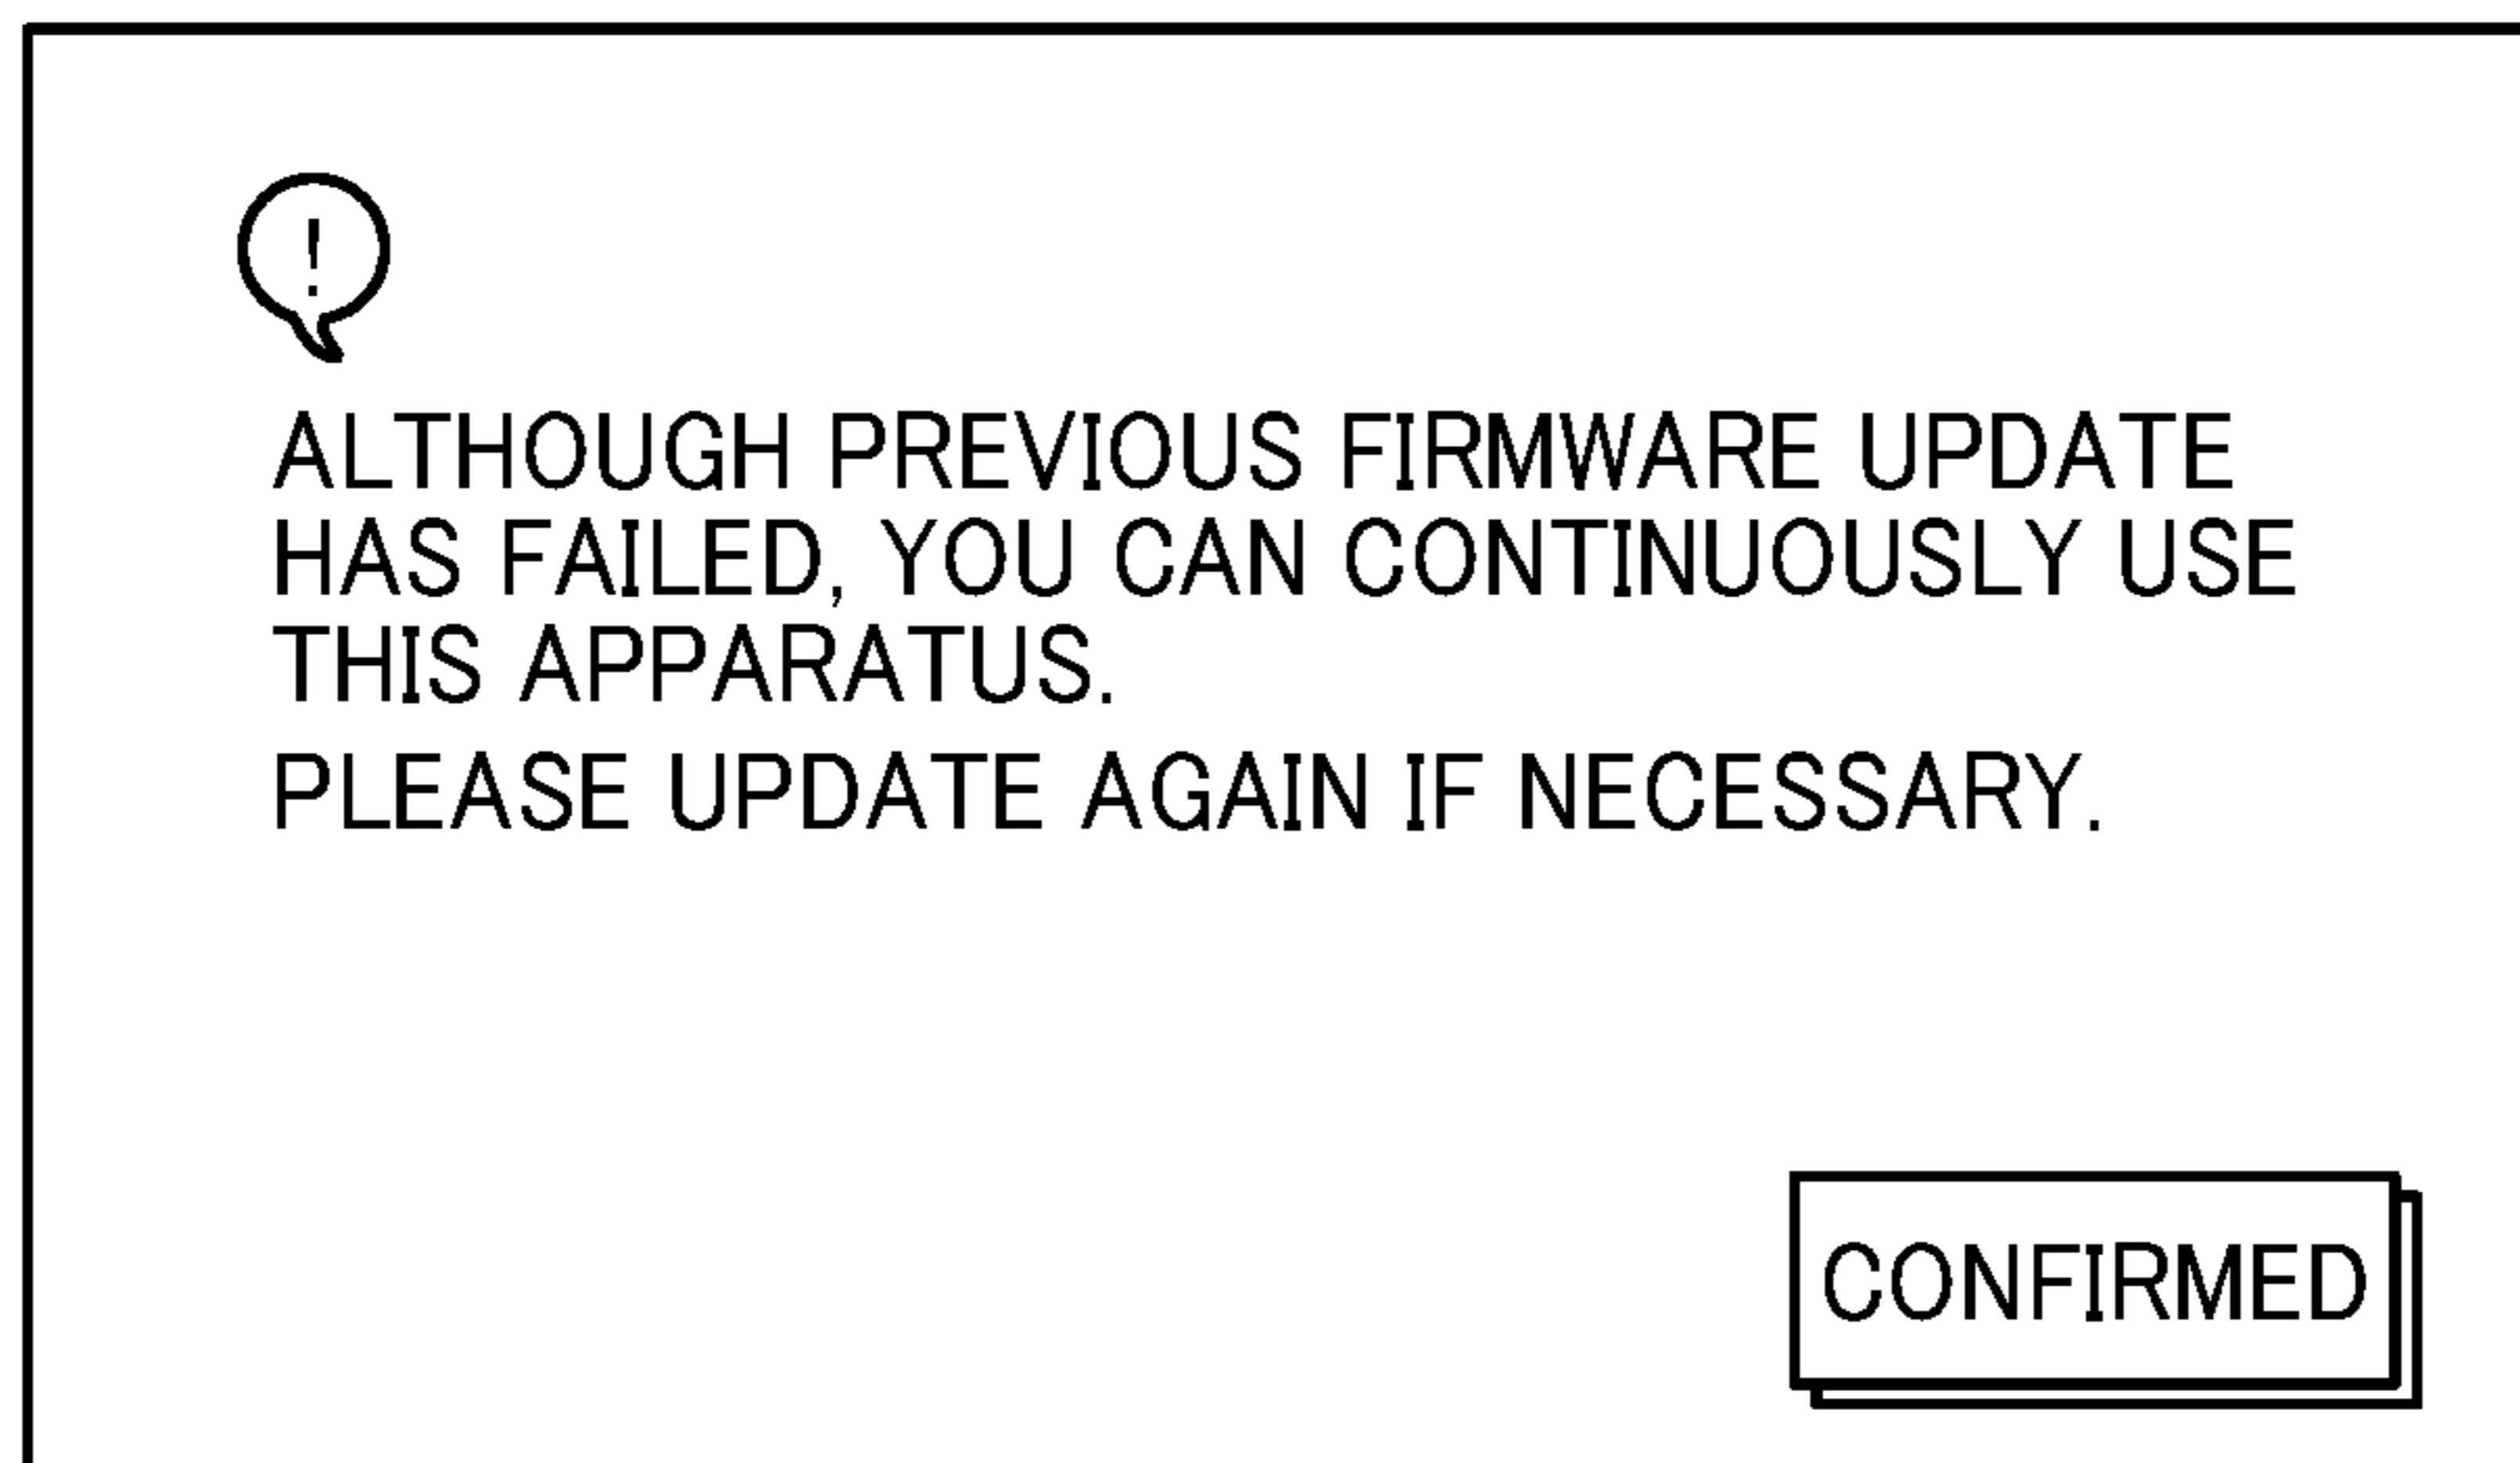 !
ALTHOUGH PREVIOUS FIRMWARE UPDATE
HAS FAILED, YOU CAN CONTINUOUSLY USE
THIS APPARATUS.
PLEASE UPDATE AGAIN IF NECESSARY.
CONFIRMED